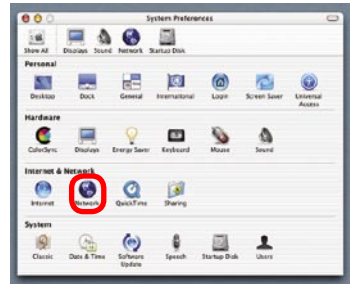 System Preferences
Show All Displays Sound Network Startup Disk
Personal
Desktop Dock General International Login Screen Saver Universal Access
Hardware
ColorSync Displays Energy Saver Keyboard Mouse Sound
Internet & Network
Internet Network QuickTime Sharing
System
Classic Date & Time Software Update Speech Startup Disk Users